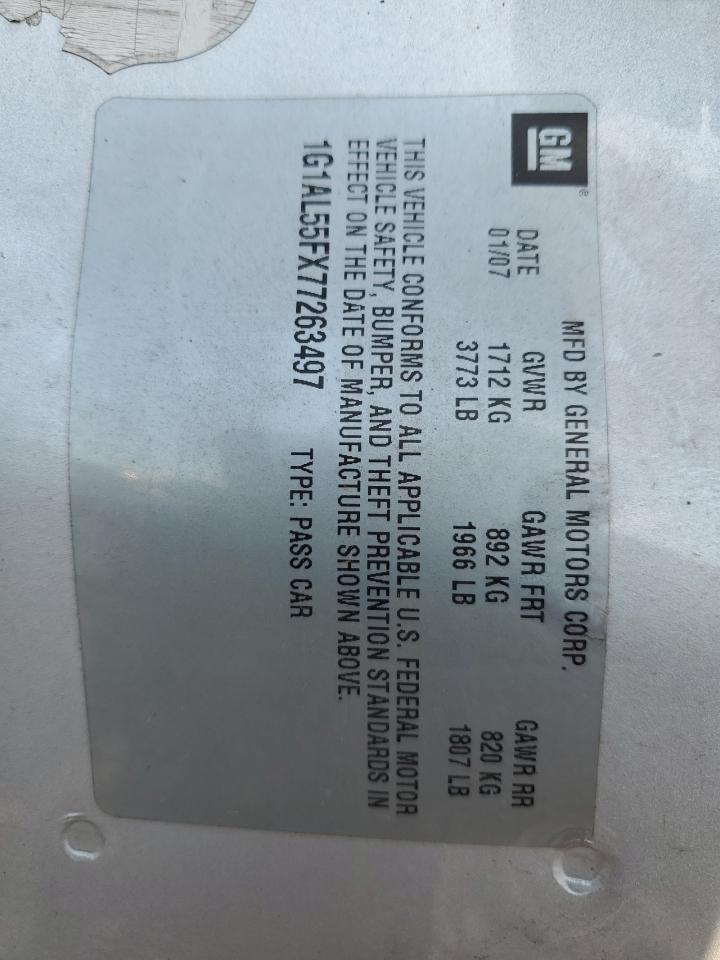 GM®
MFD BY GENERAL MOTORS CORP.
DATE GVWR GAWR FRT GAWR RR
01/07 1712 KG 892 KG 820 KG
3773 LB 1966 LB 1807 LB
THIS VEHICLE CONFORMS TO ALL APPLICABLE U.S. FEDERAL MOTOR
VEHICLE SAFETY, BUMPER, AND THEFT PREVENTION STANDARDS IN
EFFECT ON THE DATE OF MANUFACTURE SHOWN ABOVE.
1G1AL55FX77263497 TYPE: PASS CAR